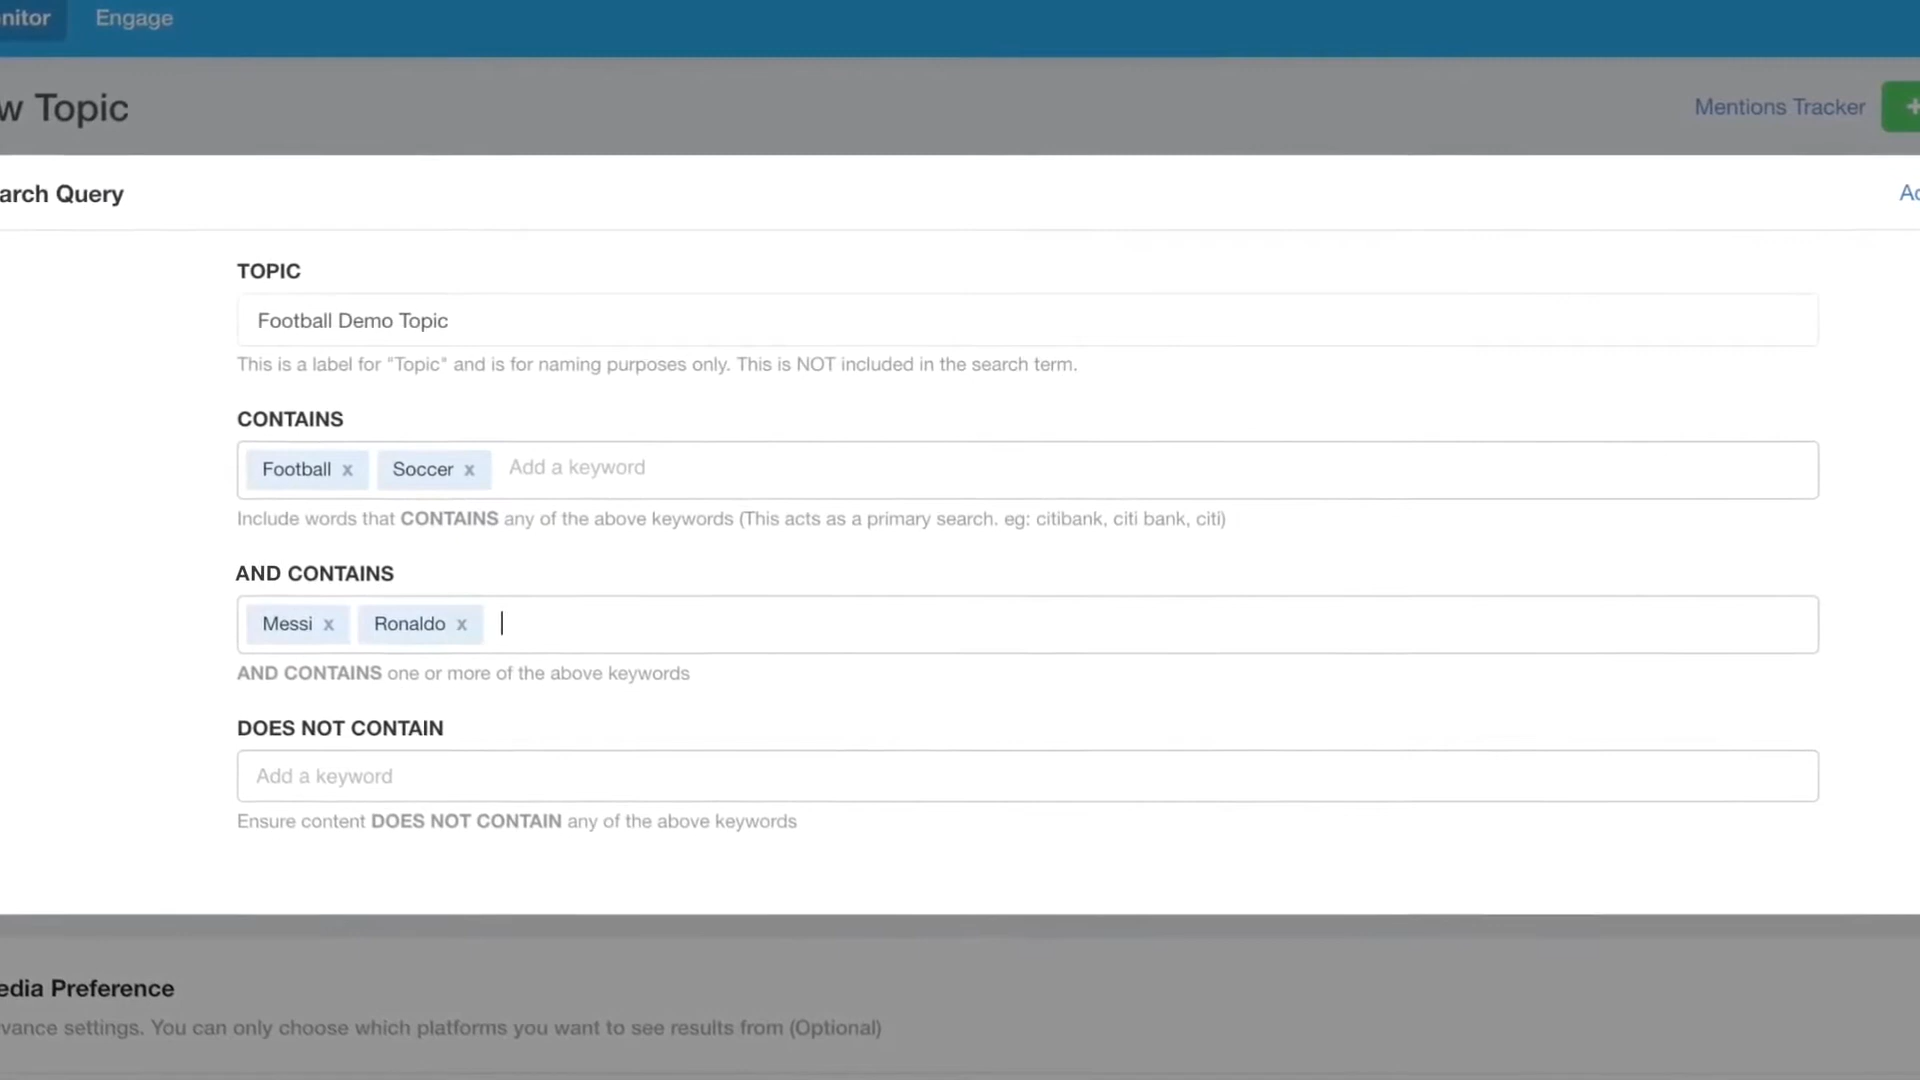 nitor Engage
w Topic
Mentions Tracker +
arch Query
Ac
TOPIC
Football Demo Topic
This is a label for "Topic" and is for naming purposes only. This is NOT included in the search term.
CONTAINS
Football x Soccer x Add a keyword
Include words that CONTAINS any of the above keywords (This acts as a primary search. eg: citibank, citi bank, citi)
AND CONTAINS
Messi x Ronaldo x
AND CONTAINS one or more of the above keywords
DOES NOT CONTAIN
Add a keyword
Ensure content DOES NOT CONTAIN any of the above keywords
edia Preference
vance settings. You can only choose which platforms you want to see results from (Optional)